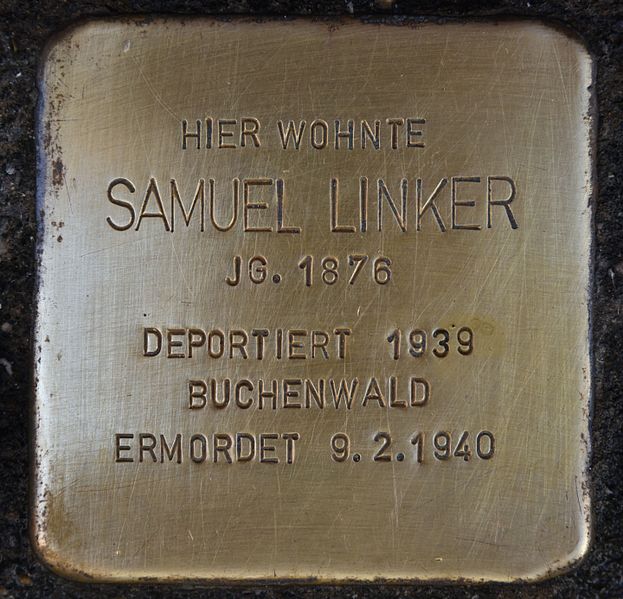 HIER WOHNTE
SAMUEL LINKER
JG. 1876
DEPORTIERT 1939
BUCHENWALD
ERMORDET 9.2.1940